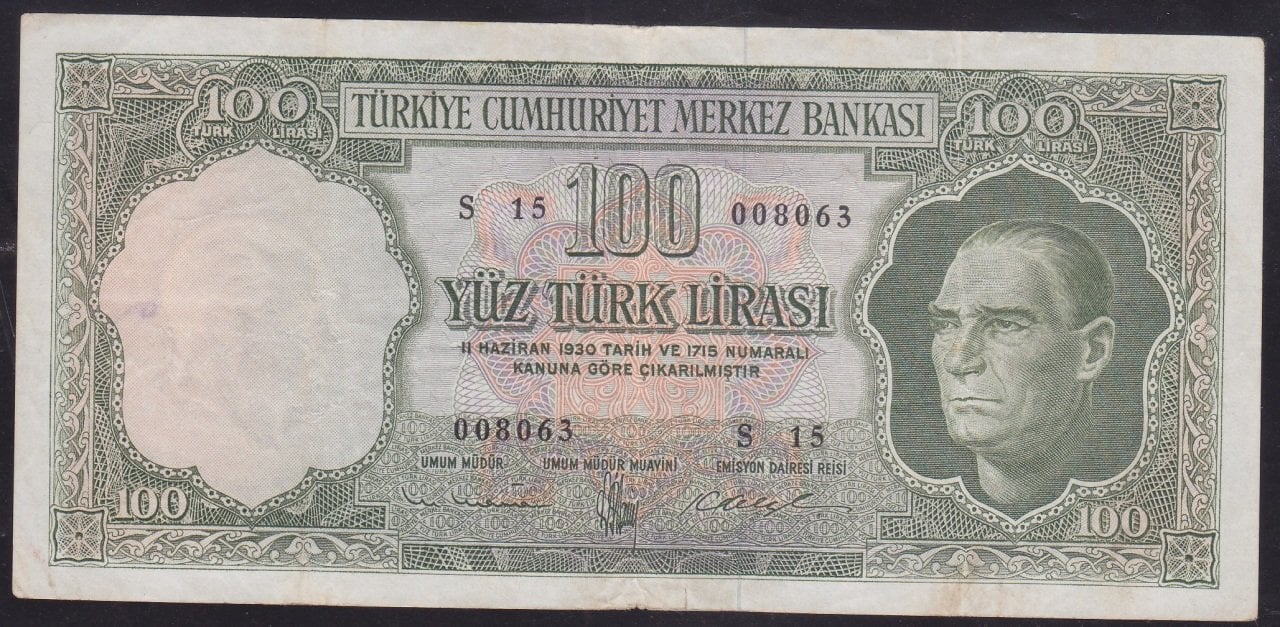 100
TÜRK LİRASI
TÜRKİYE CUMHURİYET MERKEZ BANKASI
100
TÜRK LİRASI
S 15
100
008063
YÜZ TÜRK LİRASI
11 HAZİRAN 1930 TARİH VE 1715 NUMARALI
KANUNA GÖRE ÇIKARILMIŞTIR
008063
S 15
UMUM MÜDÜR
UMUM MÜDÜR MUAVİNİ
EMİSYON DAİRESİ REİSİ
100
100